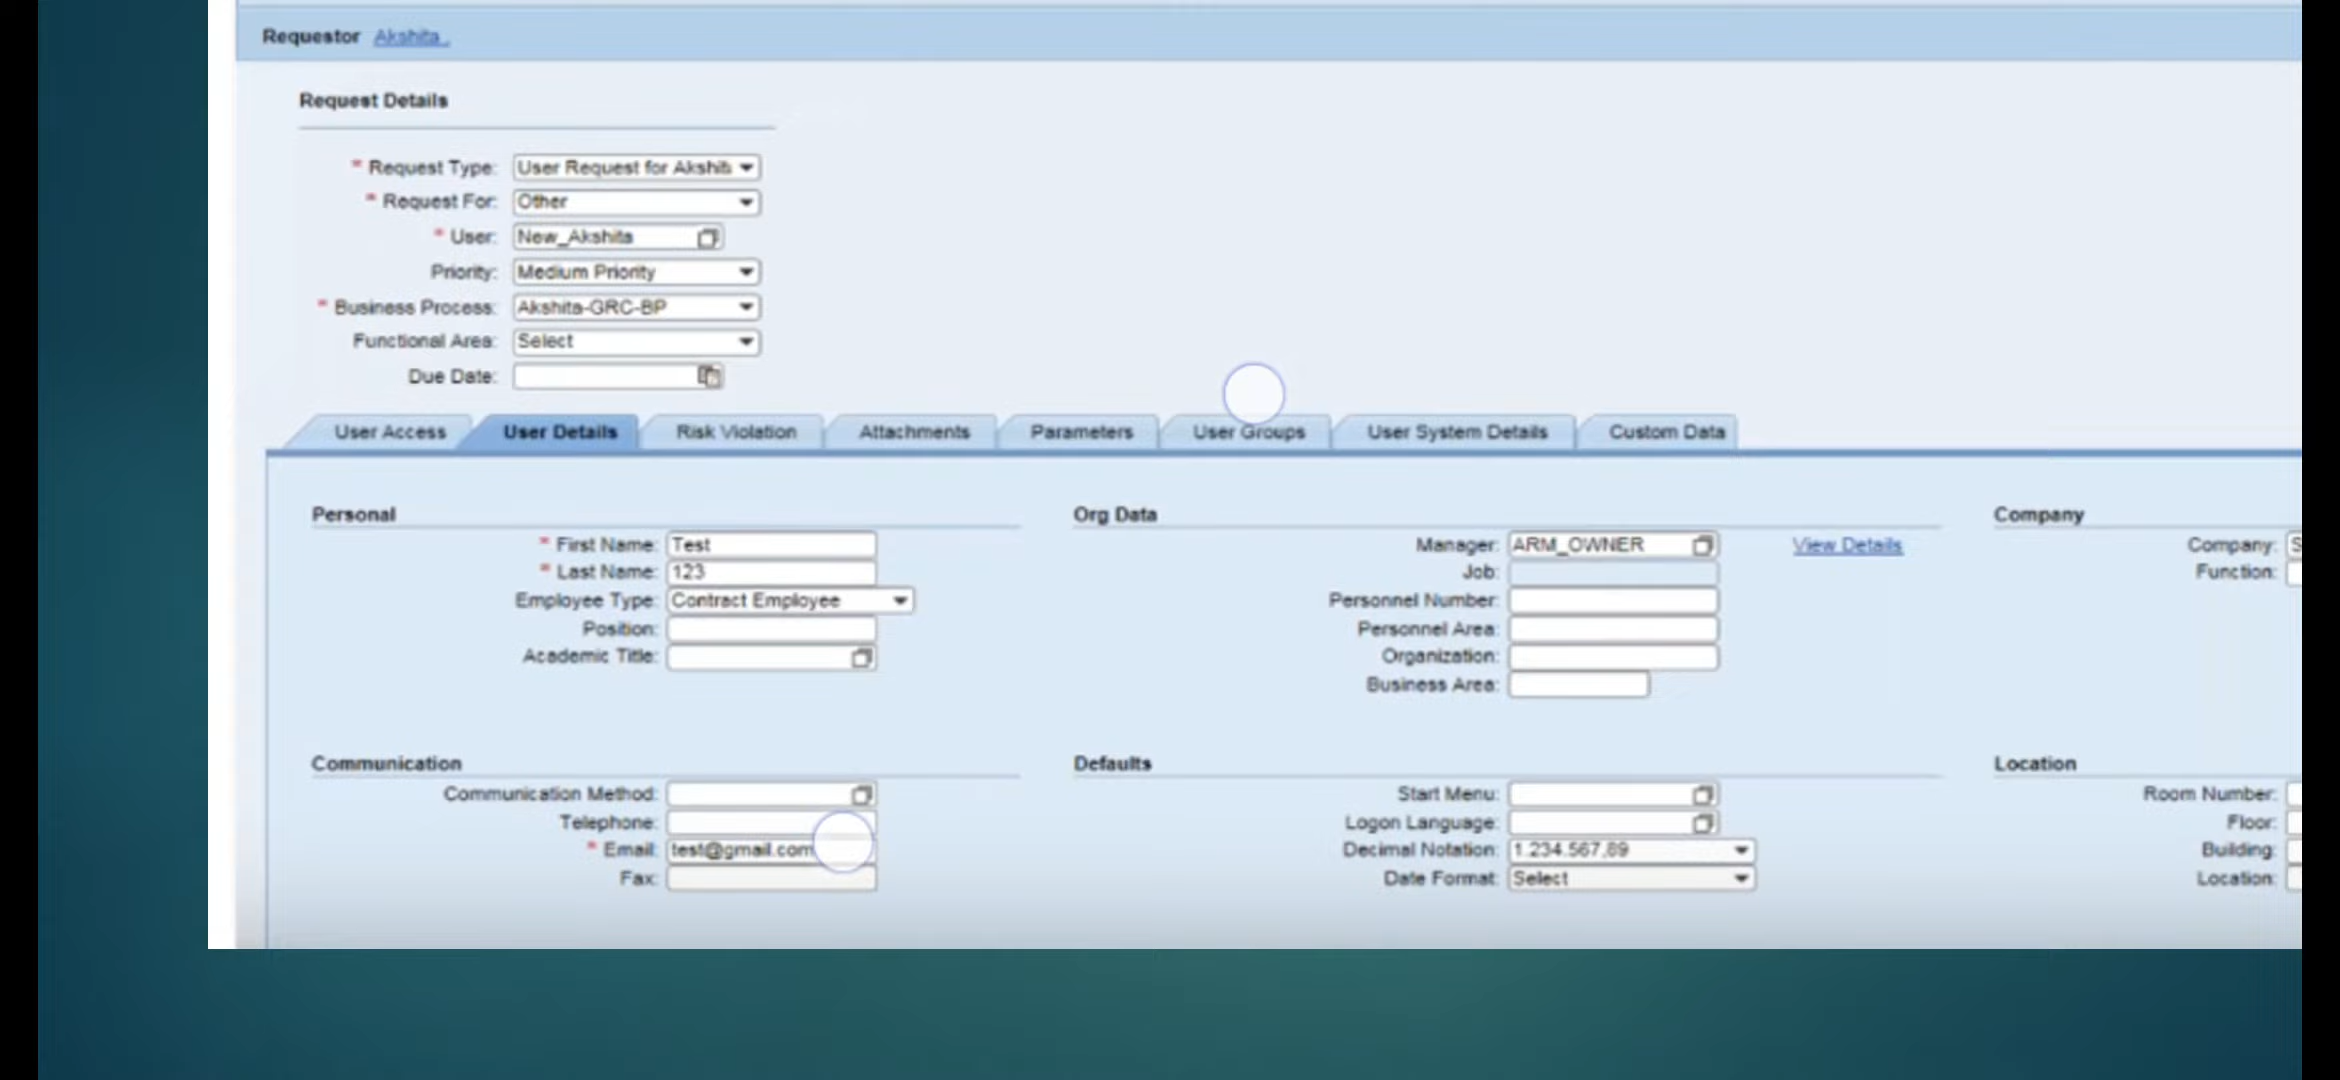 Requestor Akshita .
Request Details
* Request Type: User Request for Akshit
* Request For: Other
* User: New_Akshita
Priority: Medium Priority
* Business Process: Akshita-GRC-BP
Functional Area: Select
Due Date:
User Access User Details Risk Violation Attachments Parameters User Groups User System Details Custom Data
Personal
* First Name: Test
* Last Name: 123
Employee Type: Contract Employee
Position:
Academic Title:
Org Data
Manager: ARM_OWNER View Details
Job:
Personnel Number:
Personnel Area:
Organization:
Business Area:
Company
Company: S
Function:
Communication
Communication Method:
Telephone:
* Email: test@gmail.com
Fax:
Defaults
Start Menu:
Logon Language:
Decimal Notation: 1.234.567,89
Date Format: Select
Location
Room Number:
Floor:
Building:
Location: